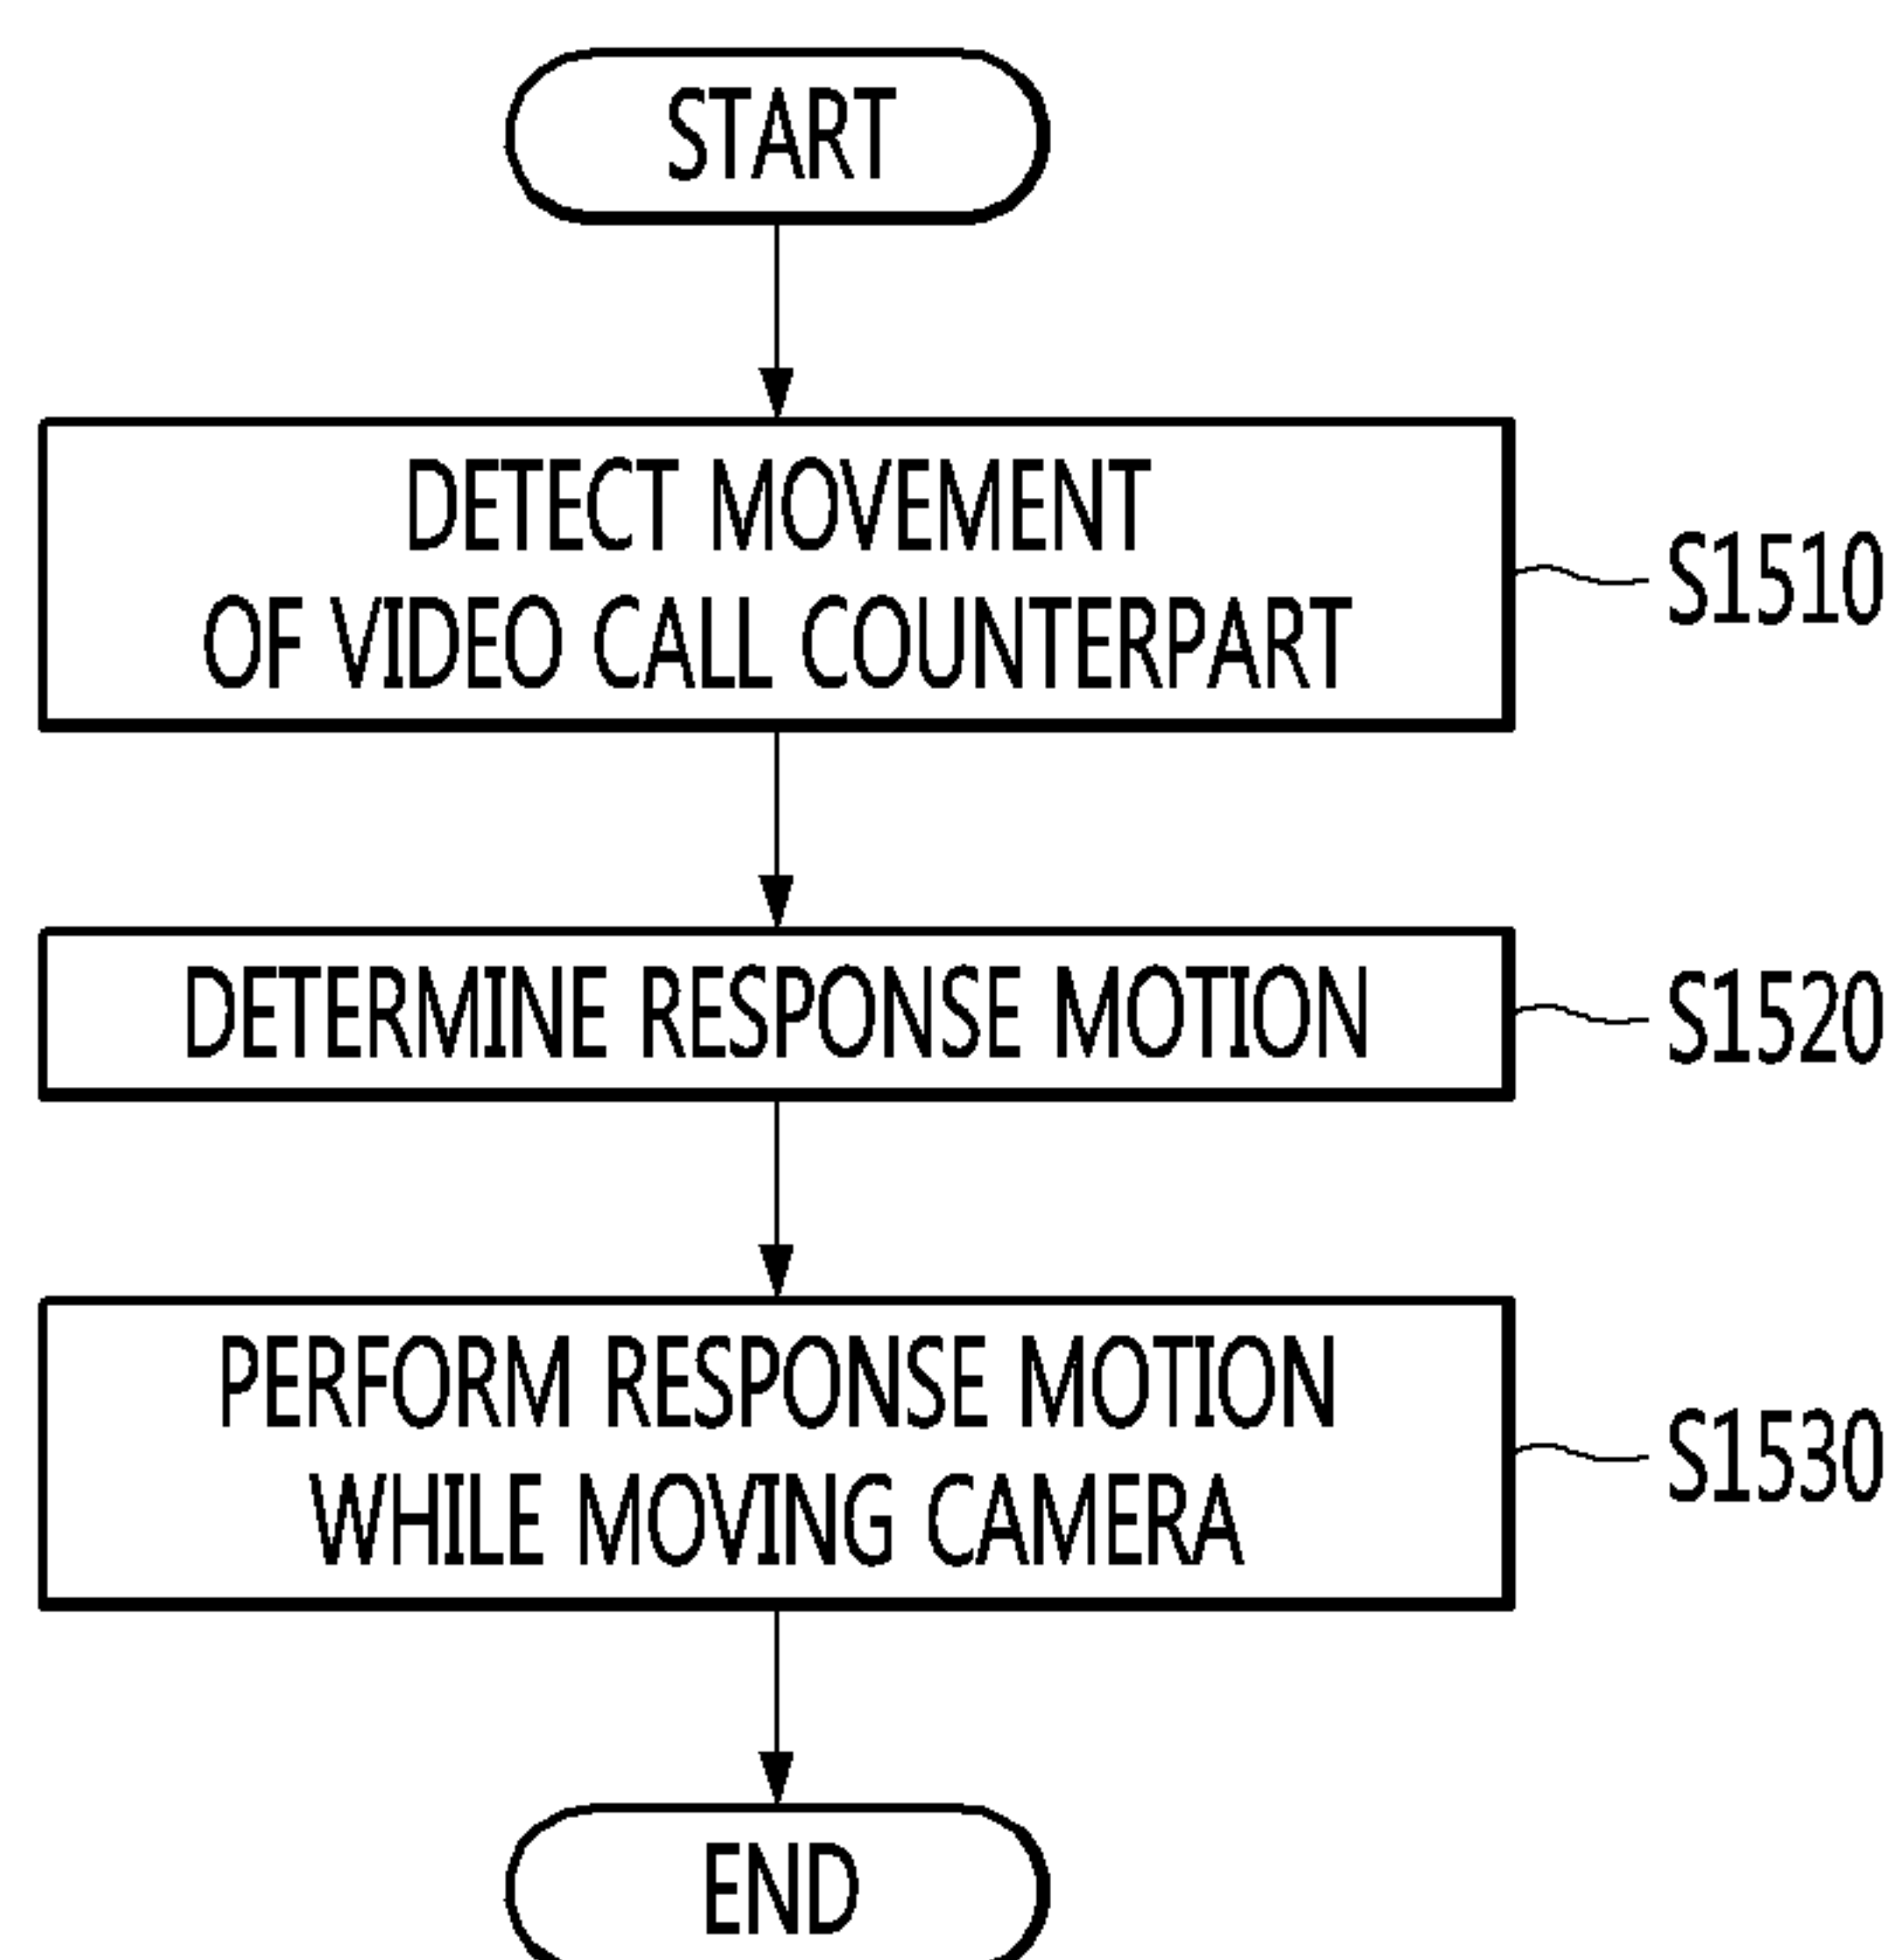 START
DETECT MOVEMENT
OF VIDEO CALL COUNTERPART
S1510
DETERMINE RESPONSE MOTION
S1520
PERFORM RESPONSE MOTION
WHILE MOVING CAMERA
S1530
END